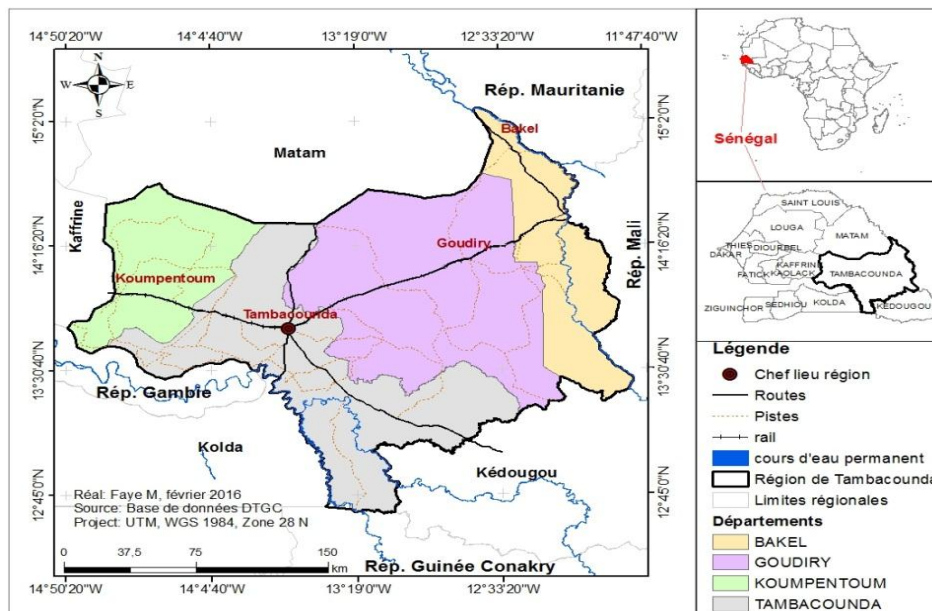 14°50'20"W 14°4'40"W 13°19'0"W 12°33'20"W 11°47'40"W
N
W E
S
15°2'0"N
15°2'0"N
Rép. Mauritanie
Bakel
Matam
Kaffrine
14°16'20"N
14°16'20"N
Goudiry
Rép. Mali
Koumpentoum
Tambacounda
13°30'40"N
13°30'40"N
Rép. Gambie
Kolda
Kédougou
12°45'0"N
12°45'0"N
Réal: Faye M, février 2016
Source: Base de données DTGC
Project: UTM, WGS 1984, Zone 28 N
0 37,5 75 150
km
Rép. Guinée Conakry
14°50'20"W 14°4'40"W 13°19'0"W 12°33'20"W
Sénégal
SAINT LOUIS
LOUGA
MATAM
THIES
DIOURBEL
DAKAR
KAFFRIN
FATICK
KAOLACK
TAMBACOUNDA
ZIGUINCHOR
SEDHIOU
KOLDA
KEDOUGOU
Légende
Chef lieu région
Routes
Pistes
rail
cours d'eau permanent
Région de Tambacounda
Limites régionales
Départements
BAKEL
GOUDIRY
KOUMPENTOUM
TAMBACOUNDA